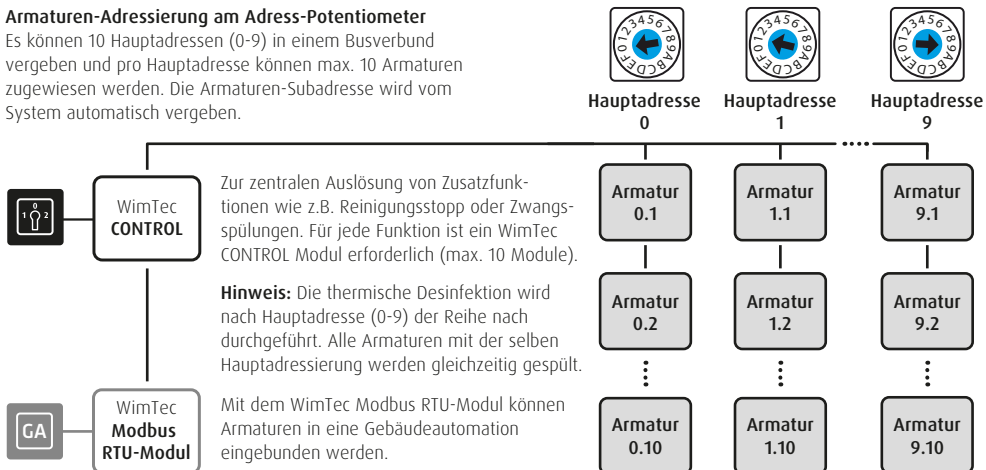 Armaturen-Adressierung am Adress-Potentiometer
Es können 10 Hauptadressen (0-9) in einem Busverbund
vergeben und pro Hauptadresse können max. 10 Armaturen
zugewiesen werden. Die Armaturen-Subadresse wird vom
System automatisch vergeben.
0123456789ABCDEF
0123456789ABCDEF
0123456789ABCDEF
Hauptadresse
0
Hauptadresse
1
Hauptadresse
9
1 0 2
WimTec
CONTROL
Zur zentralen Auslösung von Zusatzfunk-
tionen wie z.B. Reinigungsstopp oder Zwangs-
spülungen. Für jede Funktion ist ein WimTec
CONTROL Modul erforderlich (max. 10 Module).
Hinweis: Die thermische Desinfektion wird
nach Hauptadresse (0-9) der Reihe nach
durchgeführt. Alle Armaturen mit der selben
Hauptadressierung werden gleichzeitig gespült.
Armatur
0.1
Armatur
1.1
Armatur
9.1
Armatur
0.2
Armatur
1.2
Armatur
9.2
GA
WimTec
Modbus
RTU-Modul
Mit dem WimTec Modbus RTU-Modul können
Armaturen in eine Gebäudeautomation
eingebunden werden.
Armatur
0.10
Armatur
1.10
Armatur
9.10